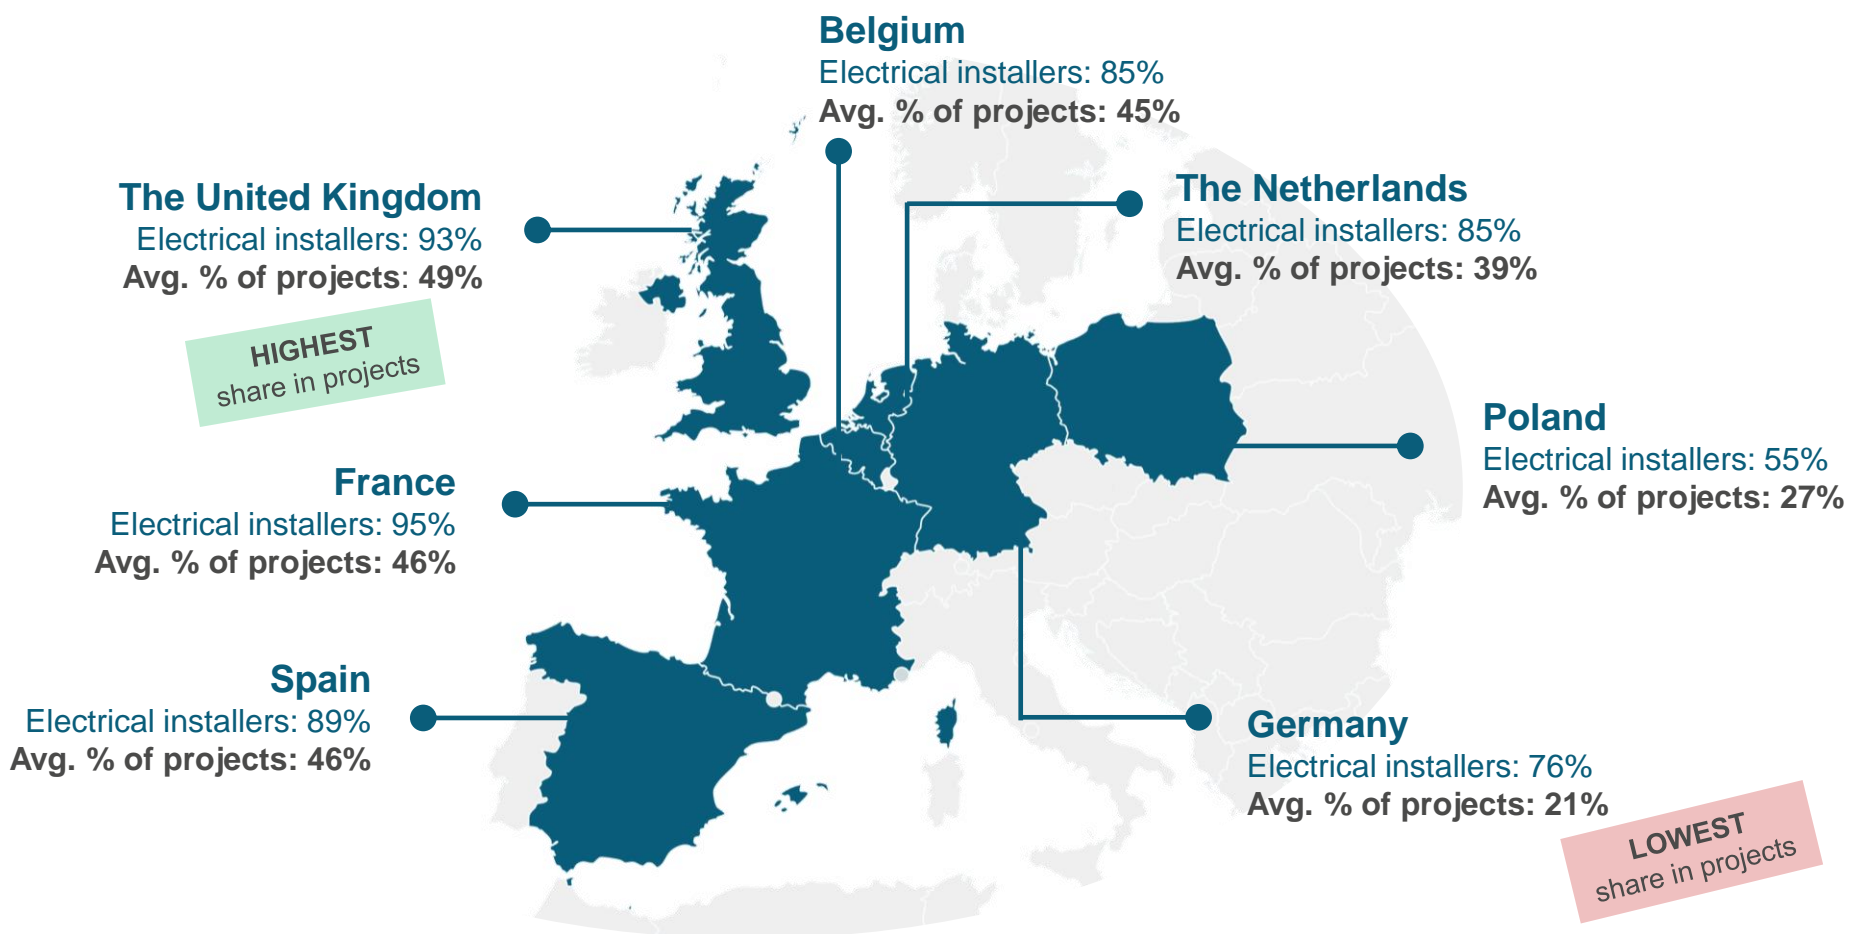 Belgium
Electrical installers: 85%
Avg. % of projects: 45%
The United Kingdom
Electrical installers: 93%
Avg. % of projects: 49%
HIGHEST
share in projects
The Netherlands
Electrical installers: 85%
Avg. % of projects: 39%
France
Electrical installers: 95%
Avg. % of projects: 46%
Poland
Electrical installers: 55%
Avg. % of projects: 27%
Spain
Electrical installers: 89%
Avg. % of projects: 46%
Germany
Electrical installers: 76%
Avg. % of projects: 21%
LOWEST
share in projects